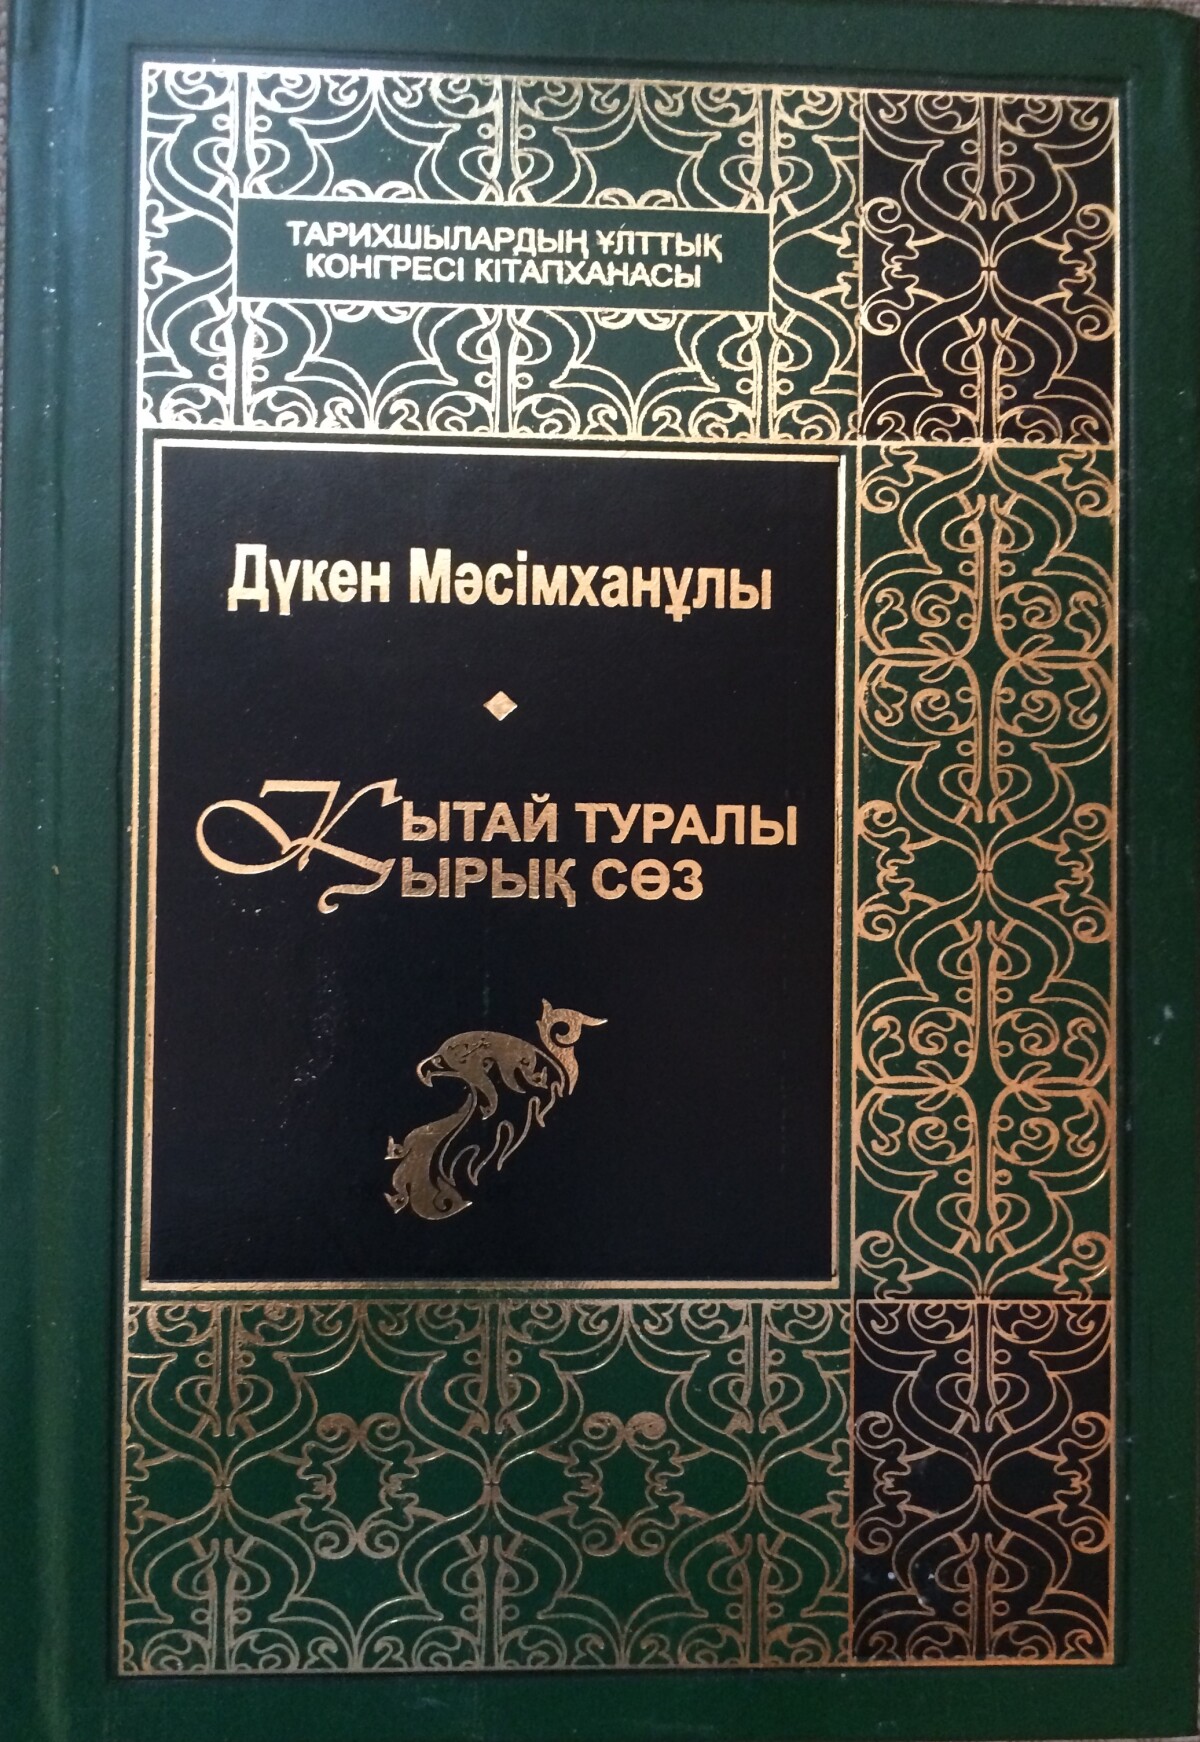 ТАРИХШЫЛАРДЫҢ ҰЛТТЫҚ
КОНГРЕСІ КІТАПХАНАСЫ
Дүкен Мәсімханұлы
ҚЫТАЙ ТУРАЛЫ
ҚЫРЫҚ СӨЗ